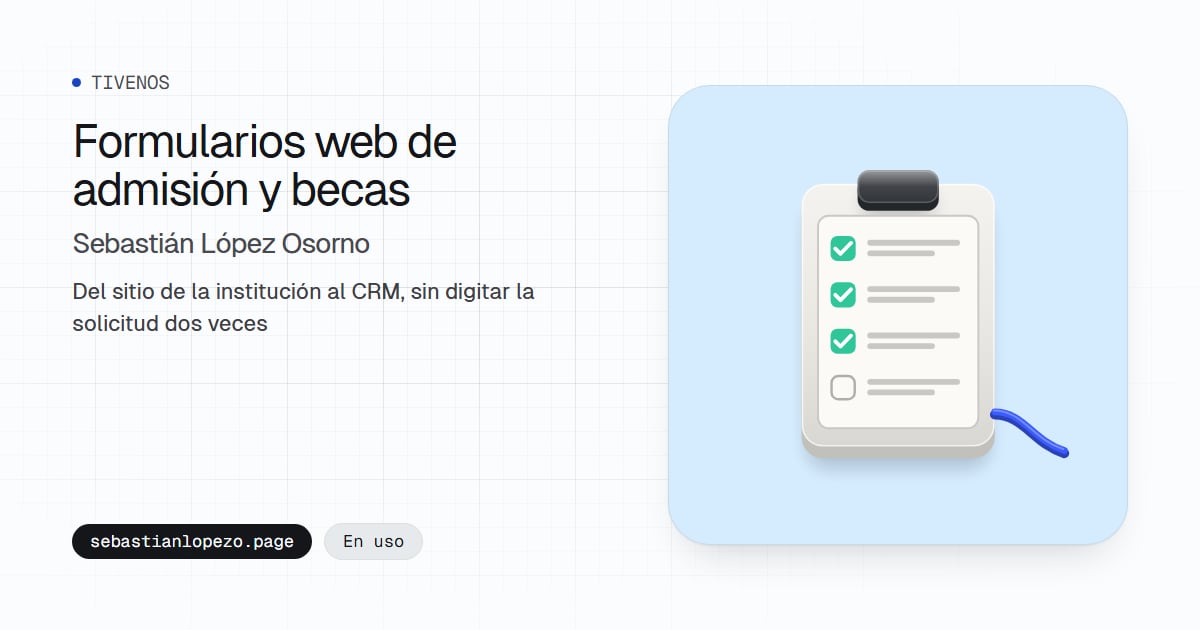 TIVENOS
Formularios web de
admisión y becas
Sebastián López Osorno
Del sitio de la institución al CRM, sin digitar la
solicitud dos veces
sebastianlopezo.page
En uso